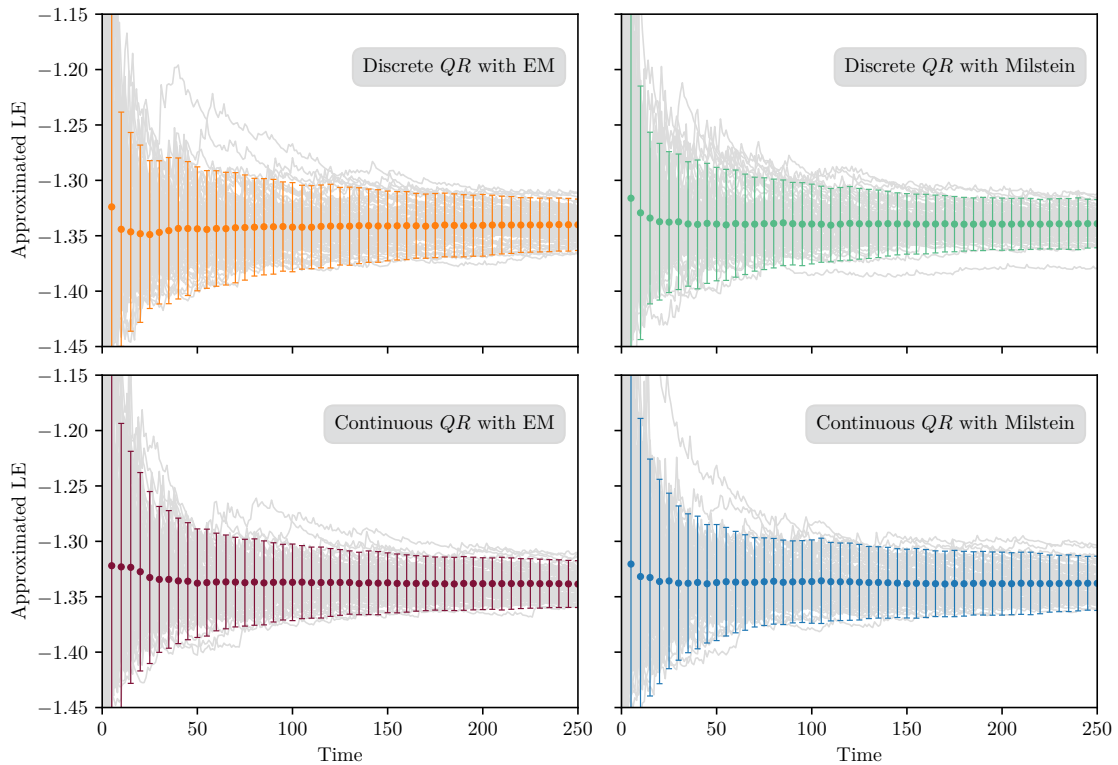 −1.15
−1.20
−1.25
−1.30
−1.35
−1.40
−1.45
Approximated LE
Discrete QR with EM
Discrete QR with Milstein
−1.15
−1.20
−1.25
−1.30
−1.35
−1.40
−1.45
Approximated LE
Continuous QR with EM
Continuous QR with Milstein
0 50 100 150 200 250
0 50 100 150 200 250
Time
Time